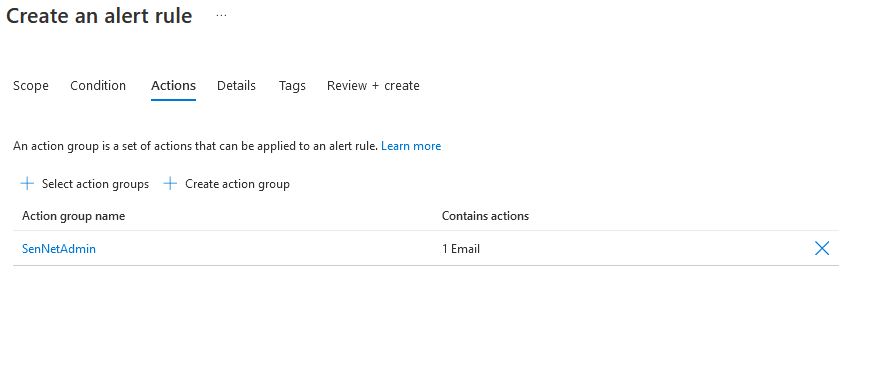 Create an alert rule ...
Scope Condition Actions Details Tags Review + create
An action group is a set of actions that can be applied to an alert rule. Learn more
+ Select action groups + Create action group
Action group name Contains actions
SenNetAdmin 1 Email